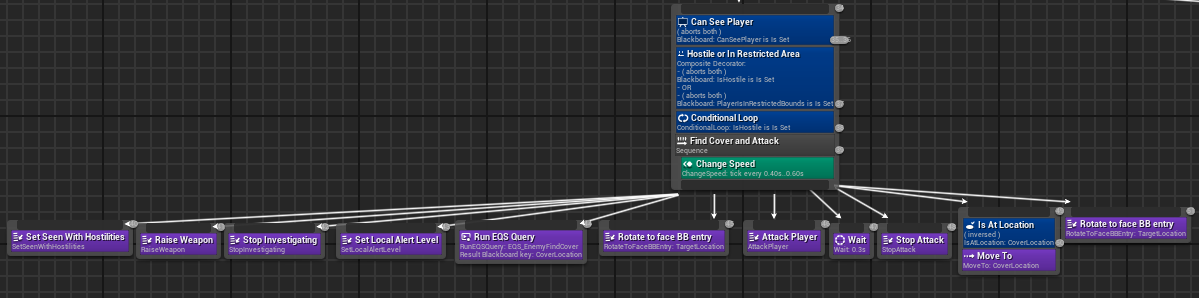 Can See Player
( aborts both )
Blackboard: CanSeePlayer is Is Set
Hostile or In Restricted Area
Composite Decorator:
- ( aborts both )
Blackboard: IsHostile is Is Set
- OR
- ( aborts both )
Blackboard: PlayerIsInRestrictedBounds is Is Set
Conditional Loop
ConditionalLoop: IsHostile is Is Set
Find Cover and Attack
Sequence
Change Speed
ChangeSpeed: tick every 0.40s..0.60s
Set Seen With Hostilities
SetSeenWithHostilities
Raise Weapon
RaiseWeapon
Stop Investigating
StopInvestigating
Set Local Alert Level
SetLocalAlertLevel
Run EQS Query
RunEQSQuery: EQS_EnemyFindCover
Result Blackboard key: CoverLocation
Rotate to face BB entry
RotateToFaceBBEntry: TargetLocation
Attack Player
AttackPlayer
Wait
Wait: 0.3s
Stop Attack
StopAttack
Is At Location
( inversed )
IsAtLocation: CoverLocation
Move To
MoveTo: CoverLocation
Rotate to face BB entry
RotateToFaceBBEntry: TargetLocation